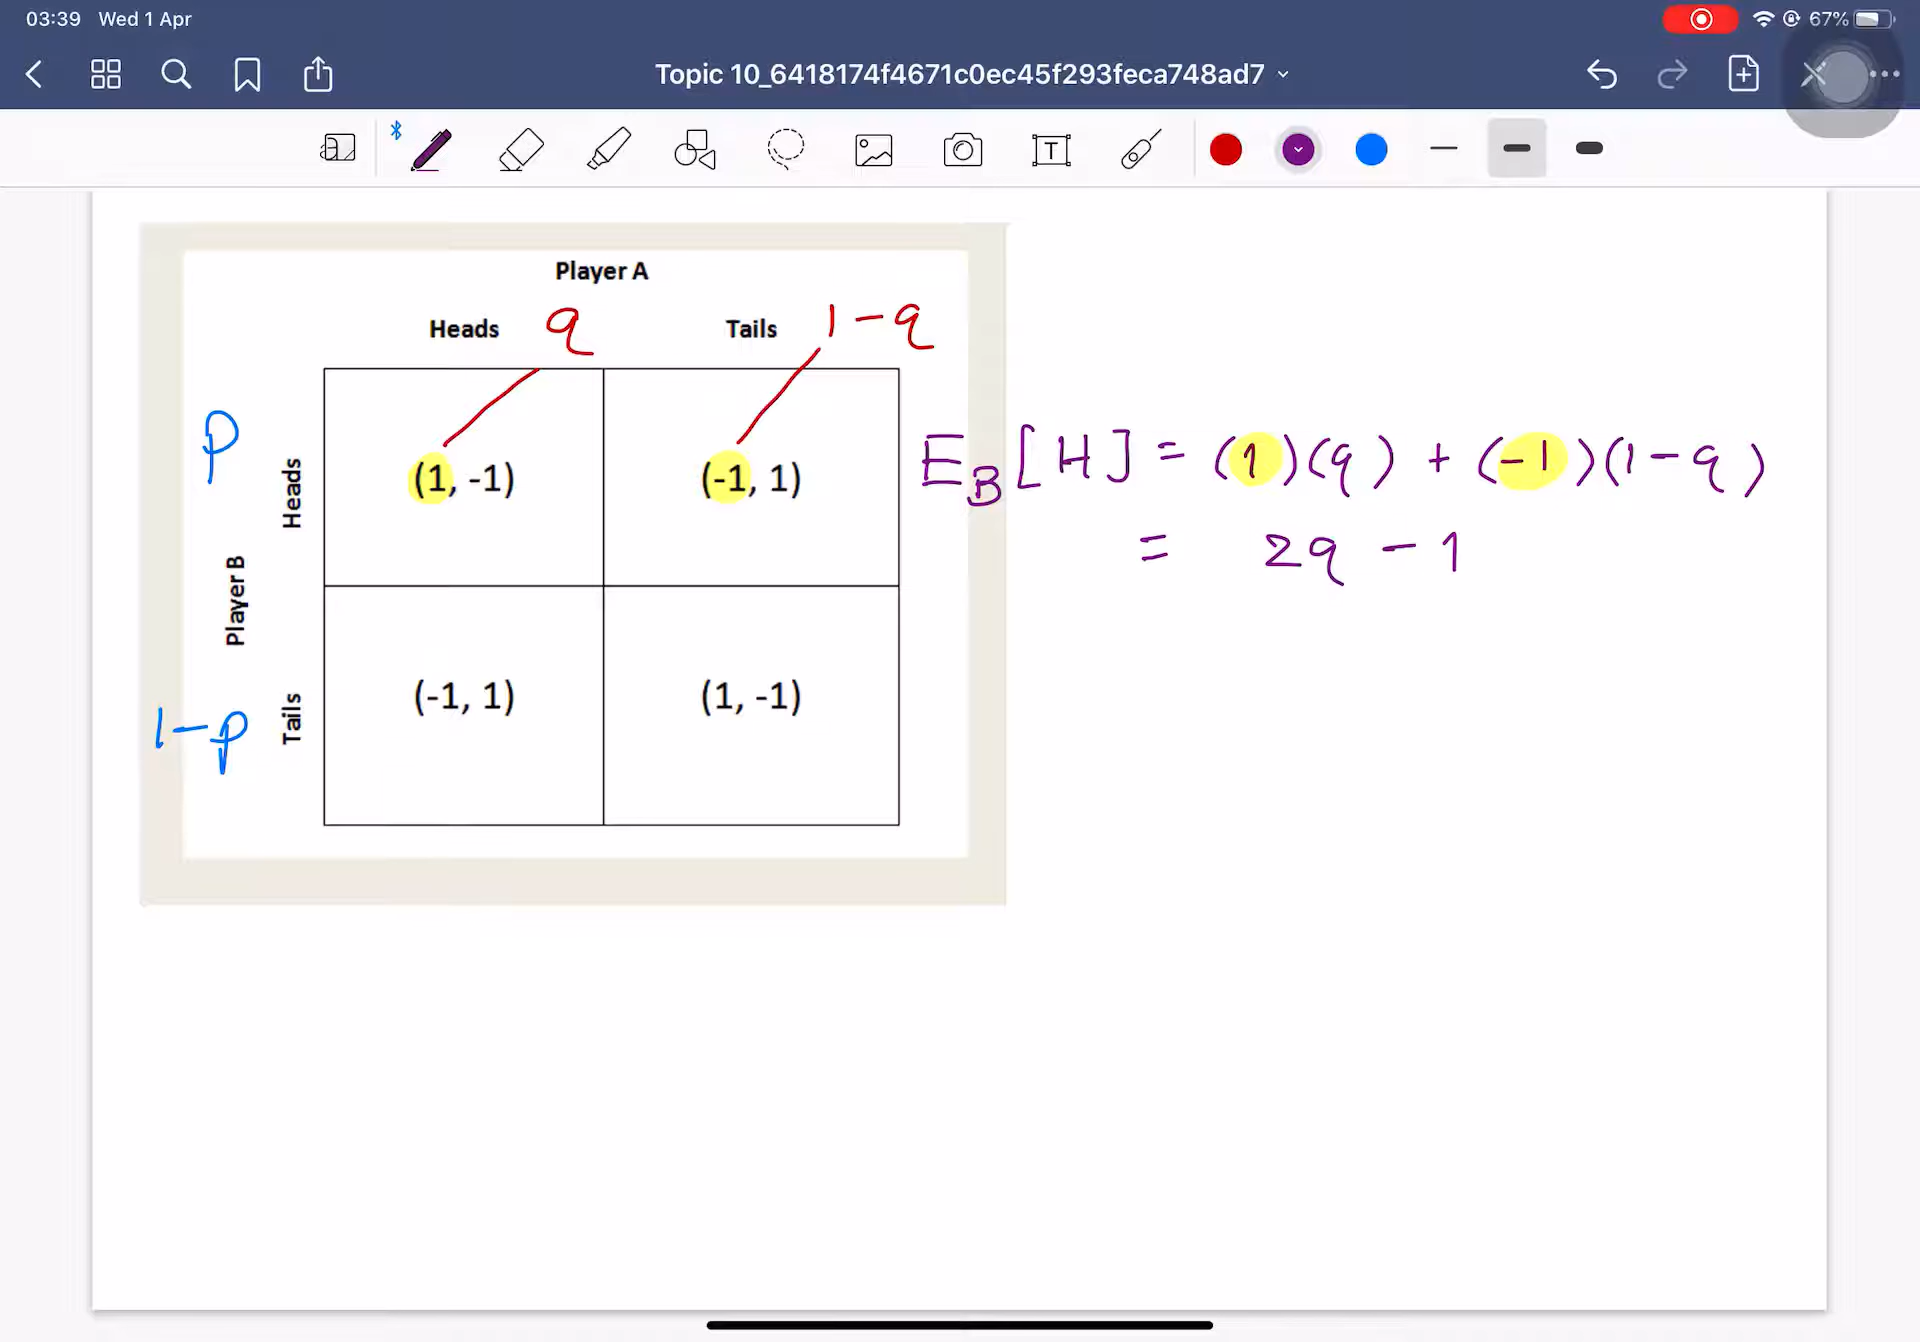 03:39 Wed 1 Apr
67%
Topic 10_6418174f4671c0ec45f293feca748ad7
Player A
Heads q Tails 1-q
p
Heads
(1, -1) (-1, 1)
E_B[H] = (1)(q) + (-1)(1-q)
= 2q - 1
Player B
1-p
Tails
(-1, 1) (1, -1)